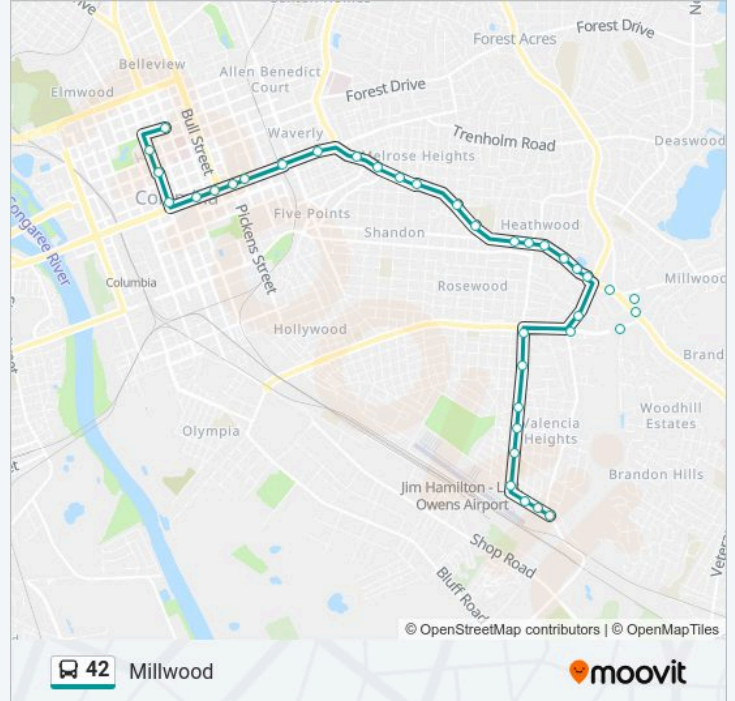 Forest Drive
Forest Acres
Belleview
Allen Benedict
Court
Elmwood
Forest Drive
Bull Street
Waverly
Trenholm Road
Deaswood
Melrose Heights
Five Points
Pickens Street
Shandon
Heathwood
Congaree River
Columbia
Rosewood
Millwood
Hollywood
Brand
Woodhill
Estates
Olympia
Valencia
Heights
Brandon Hills
Jim Hamilton - L
Owens Airport
Shop Road
Bluff Road
Vetera
© OpenStreetMap contributors | © OpenMapTiles
42 Millwood
moovit